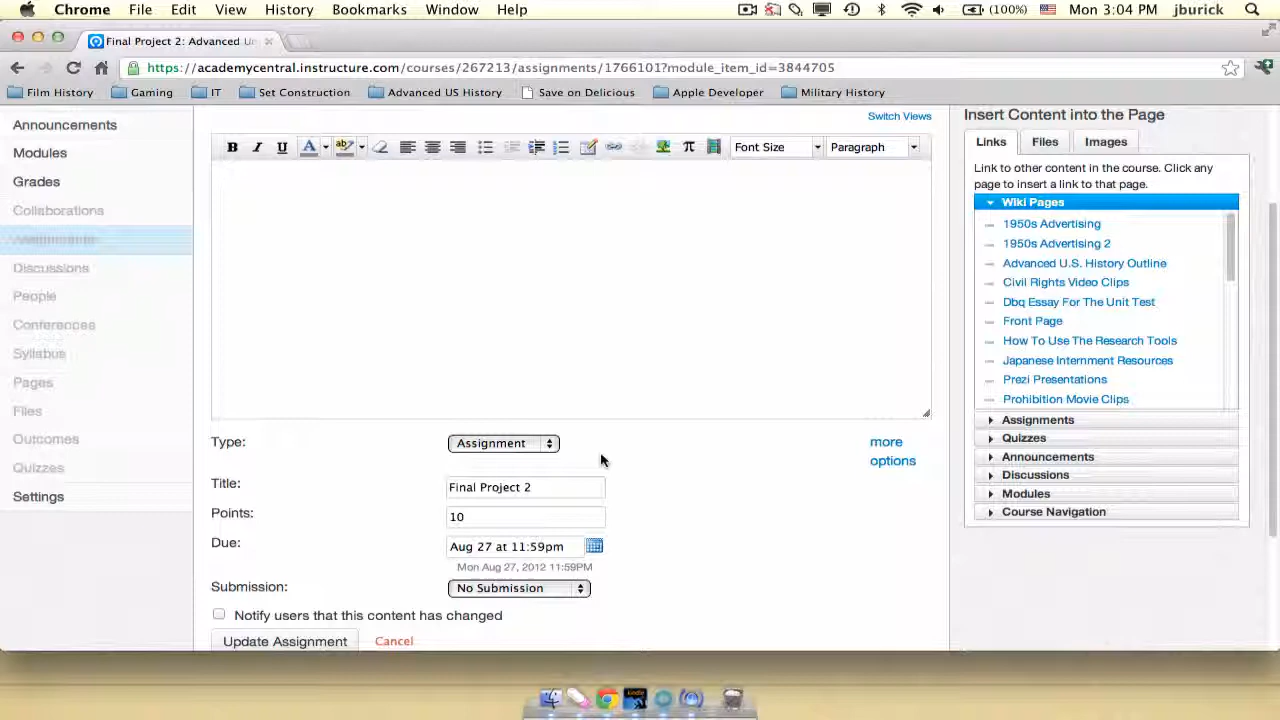 Chrome File Edit View History Bookmarks Window Help (100%) Mon 3:04 PM jburick
Final Project 2: Advanced U
https://academycentral.instructure.com/courses/267213/assignments/1766101?module_item_id=3844705
Film History Gaming IT Set Construction Advanced US History Save on Delicious Apple Developer Military History
Announcements
Modules
Grades
Collaborations
Discussions
People
Conferences
Syllabus
Pages
Files
Outcomes
Quizzes
Settings
Switch Views
B I U A ab Font Size Paragraph
Type: Assignment more options
Title: Final Project 2
Points: 10
Due: Aug 27 at 11:59pm
Mon Aug 27, 2012 11:59PM
Submission: No Submission
Notify users that this content has changed
Update Assignment Cancel
Insert Content into the Page
Links Files Images
Link to other content in the course. Click any
page to insert a link to that page.
Wiki Pages
1950s Advertising
1950s Advertising 2
Advanced U.S. History Outline
Civil Rights Video Clips
Dbq Essay For The Unit Test
Front Page
How To Use The Research Tools
Japanese Internment Resources
Prezi Presentations
Prohibition Movie Clips
Assignments
Quizzes
Announcements
Discussions
Modules
Course Navigation